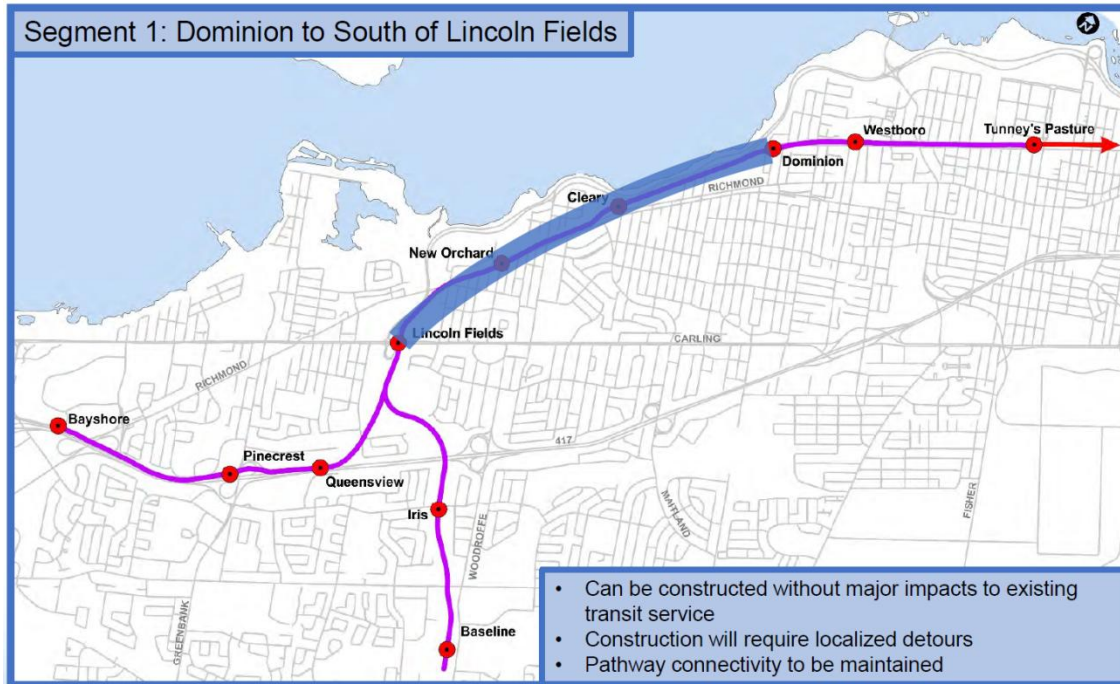 Segment 1: Dominion to South of Lincoln Fields
Westboro
Tunney's Pasture
Dominion
RICHMOND
Cleary
New Orchard
Lincoln Fields
CARLING
RICHMOND
Bayshore
417
Pinecrest
Queensview
Iris
WOODROFFE
MAITLAND
FISHER
GREENBANK
Baseline
• Can be constructed without major impacts to existing
transit service
• Construction will require localized detours
• Pathway connectivity to be maintained